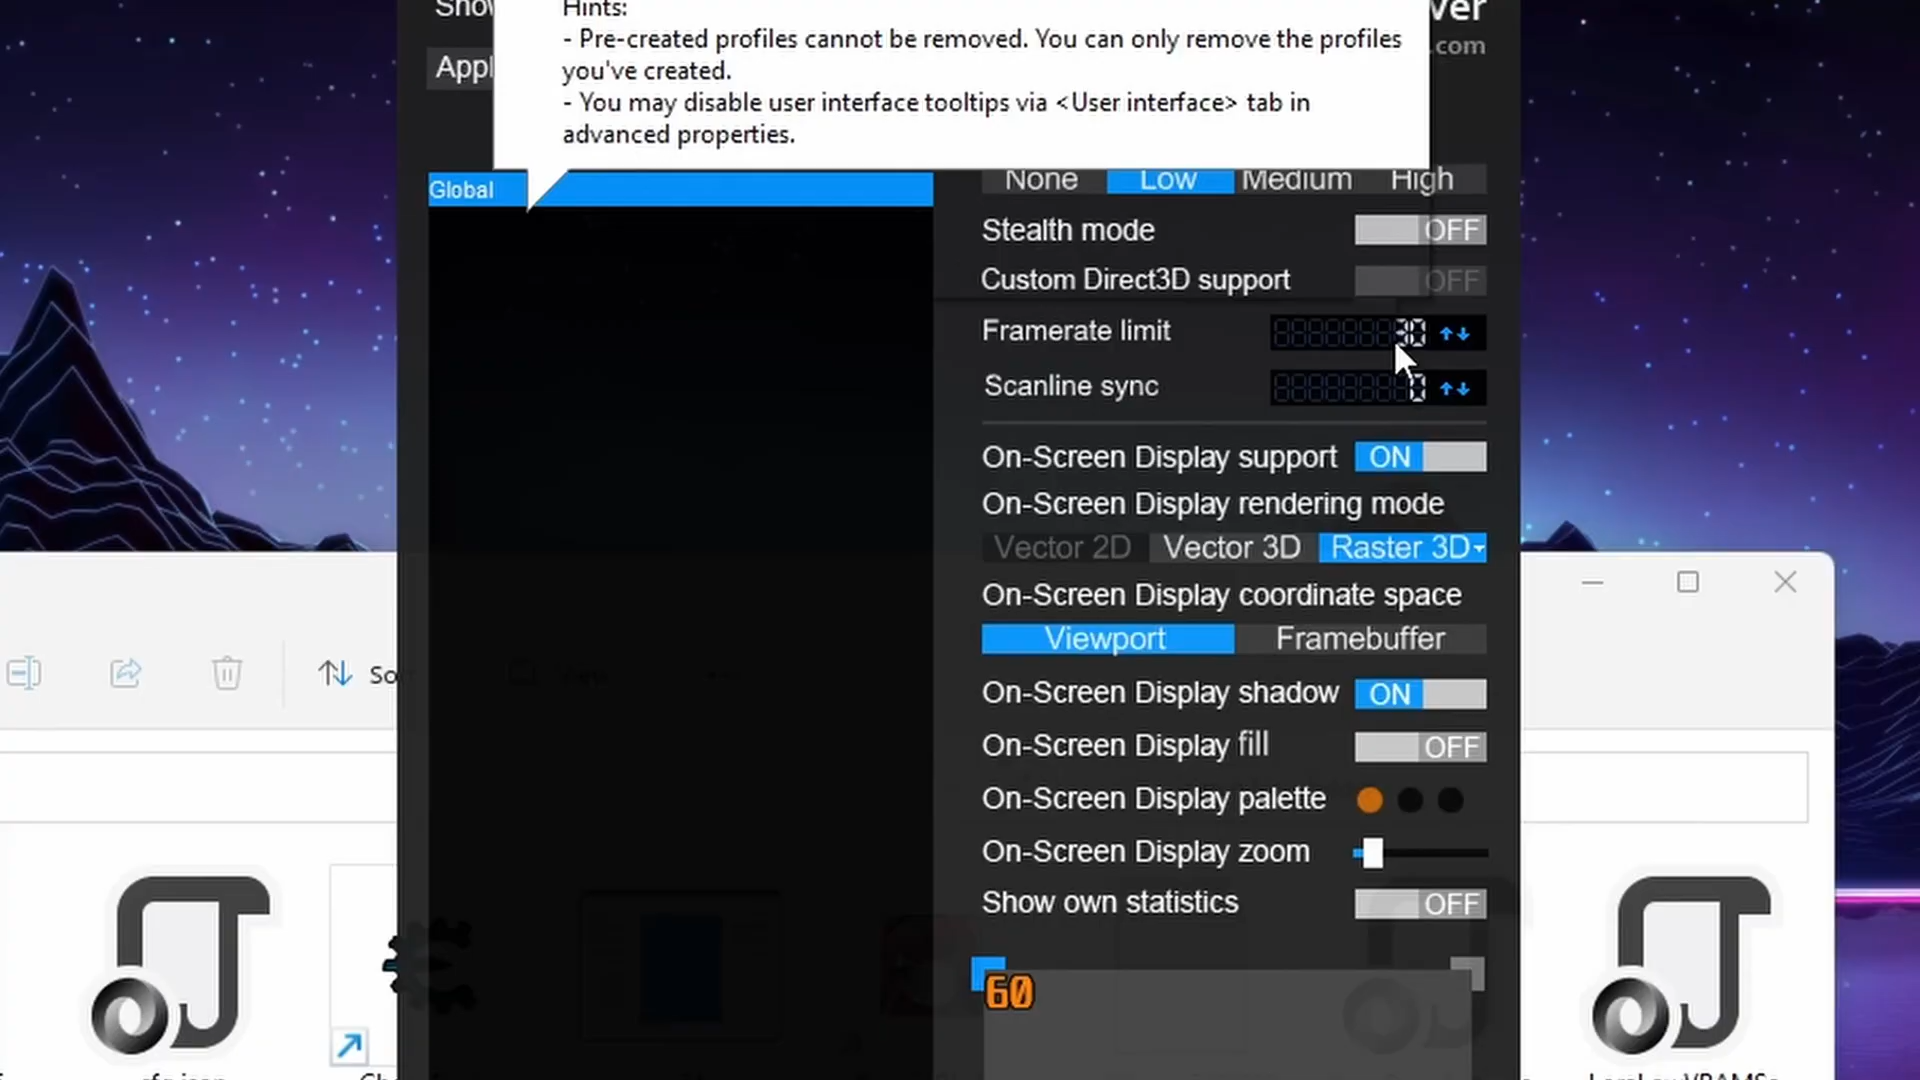 Hints:
- Pre-created profiles cannot be removed. You can only remove the profiles
you've created.
- You may disable user interface tooltips via <User interface> tab in
advanced properties.
.com
Global
None Low Medium High
Stealth mode OFF
Custom Direct3D support OFF
Framerate limit
Scanline sync 0
On-Screen Display support ON
On-Screen Display rendering mode
Vector 2D Vector 3D Raster 3D
On-Screen Display coordinate space
Viewport Framebuffer
On-Screen Display shadow ON
On-Screen Display fill OFF
On-Screen Display palette
On-Screen Display zoom
Show own statistics OFF
60